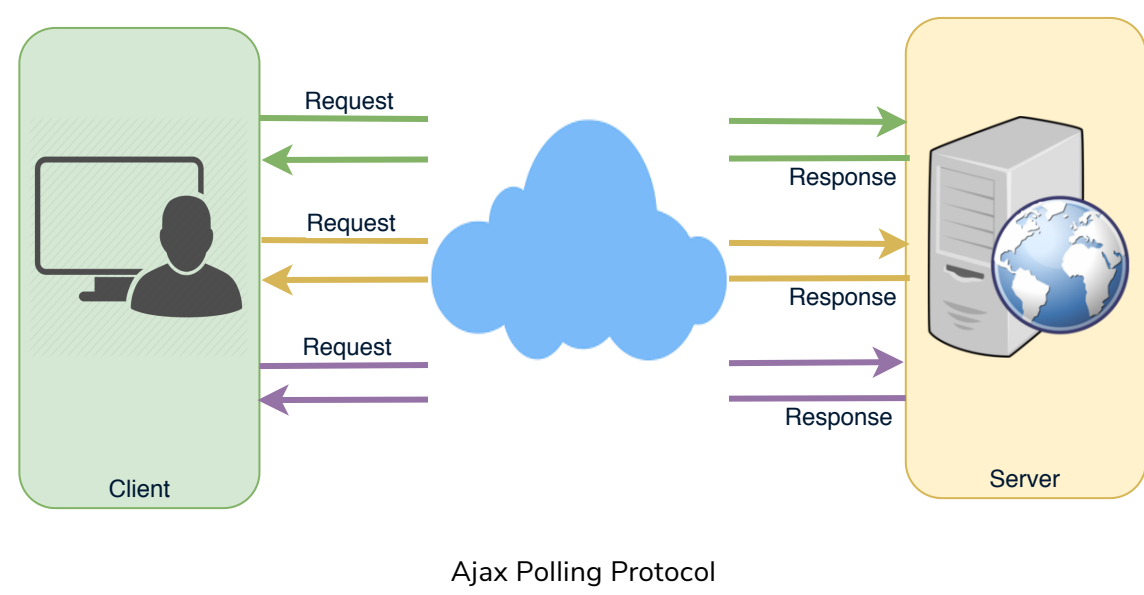 Request
Response
Request
Response
Request
Response
Client
Server
Ajax Polling Protocol